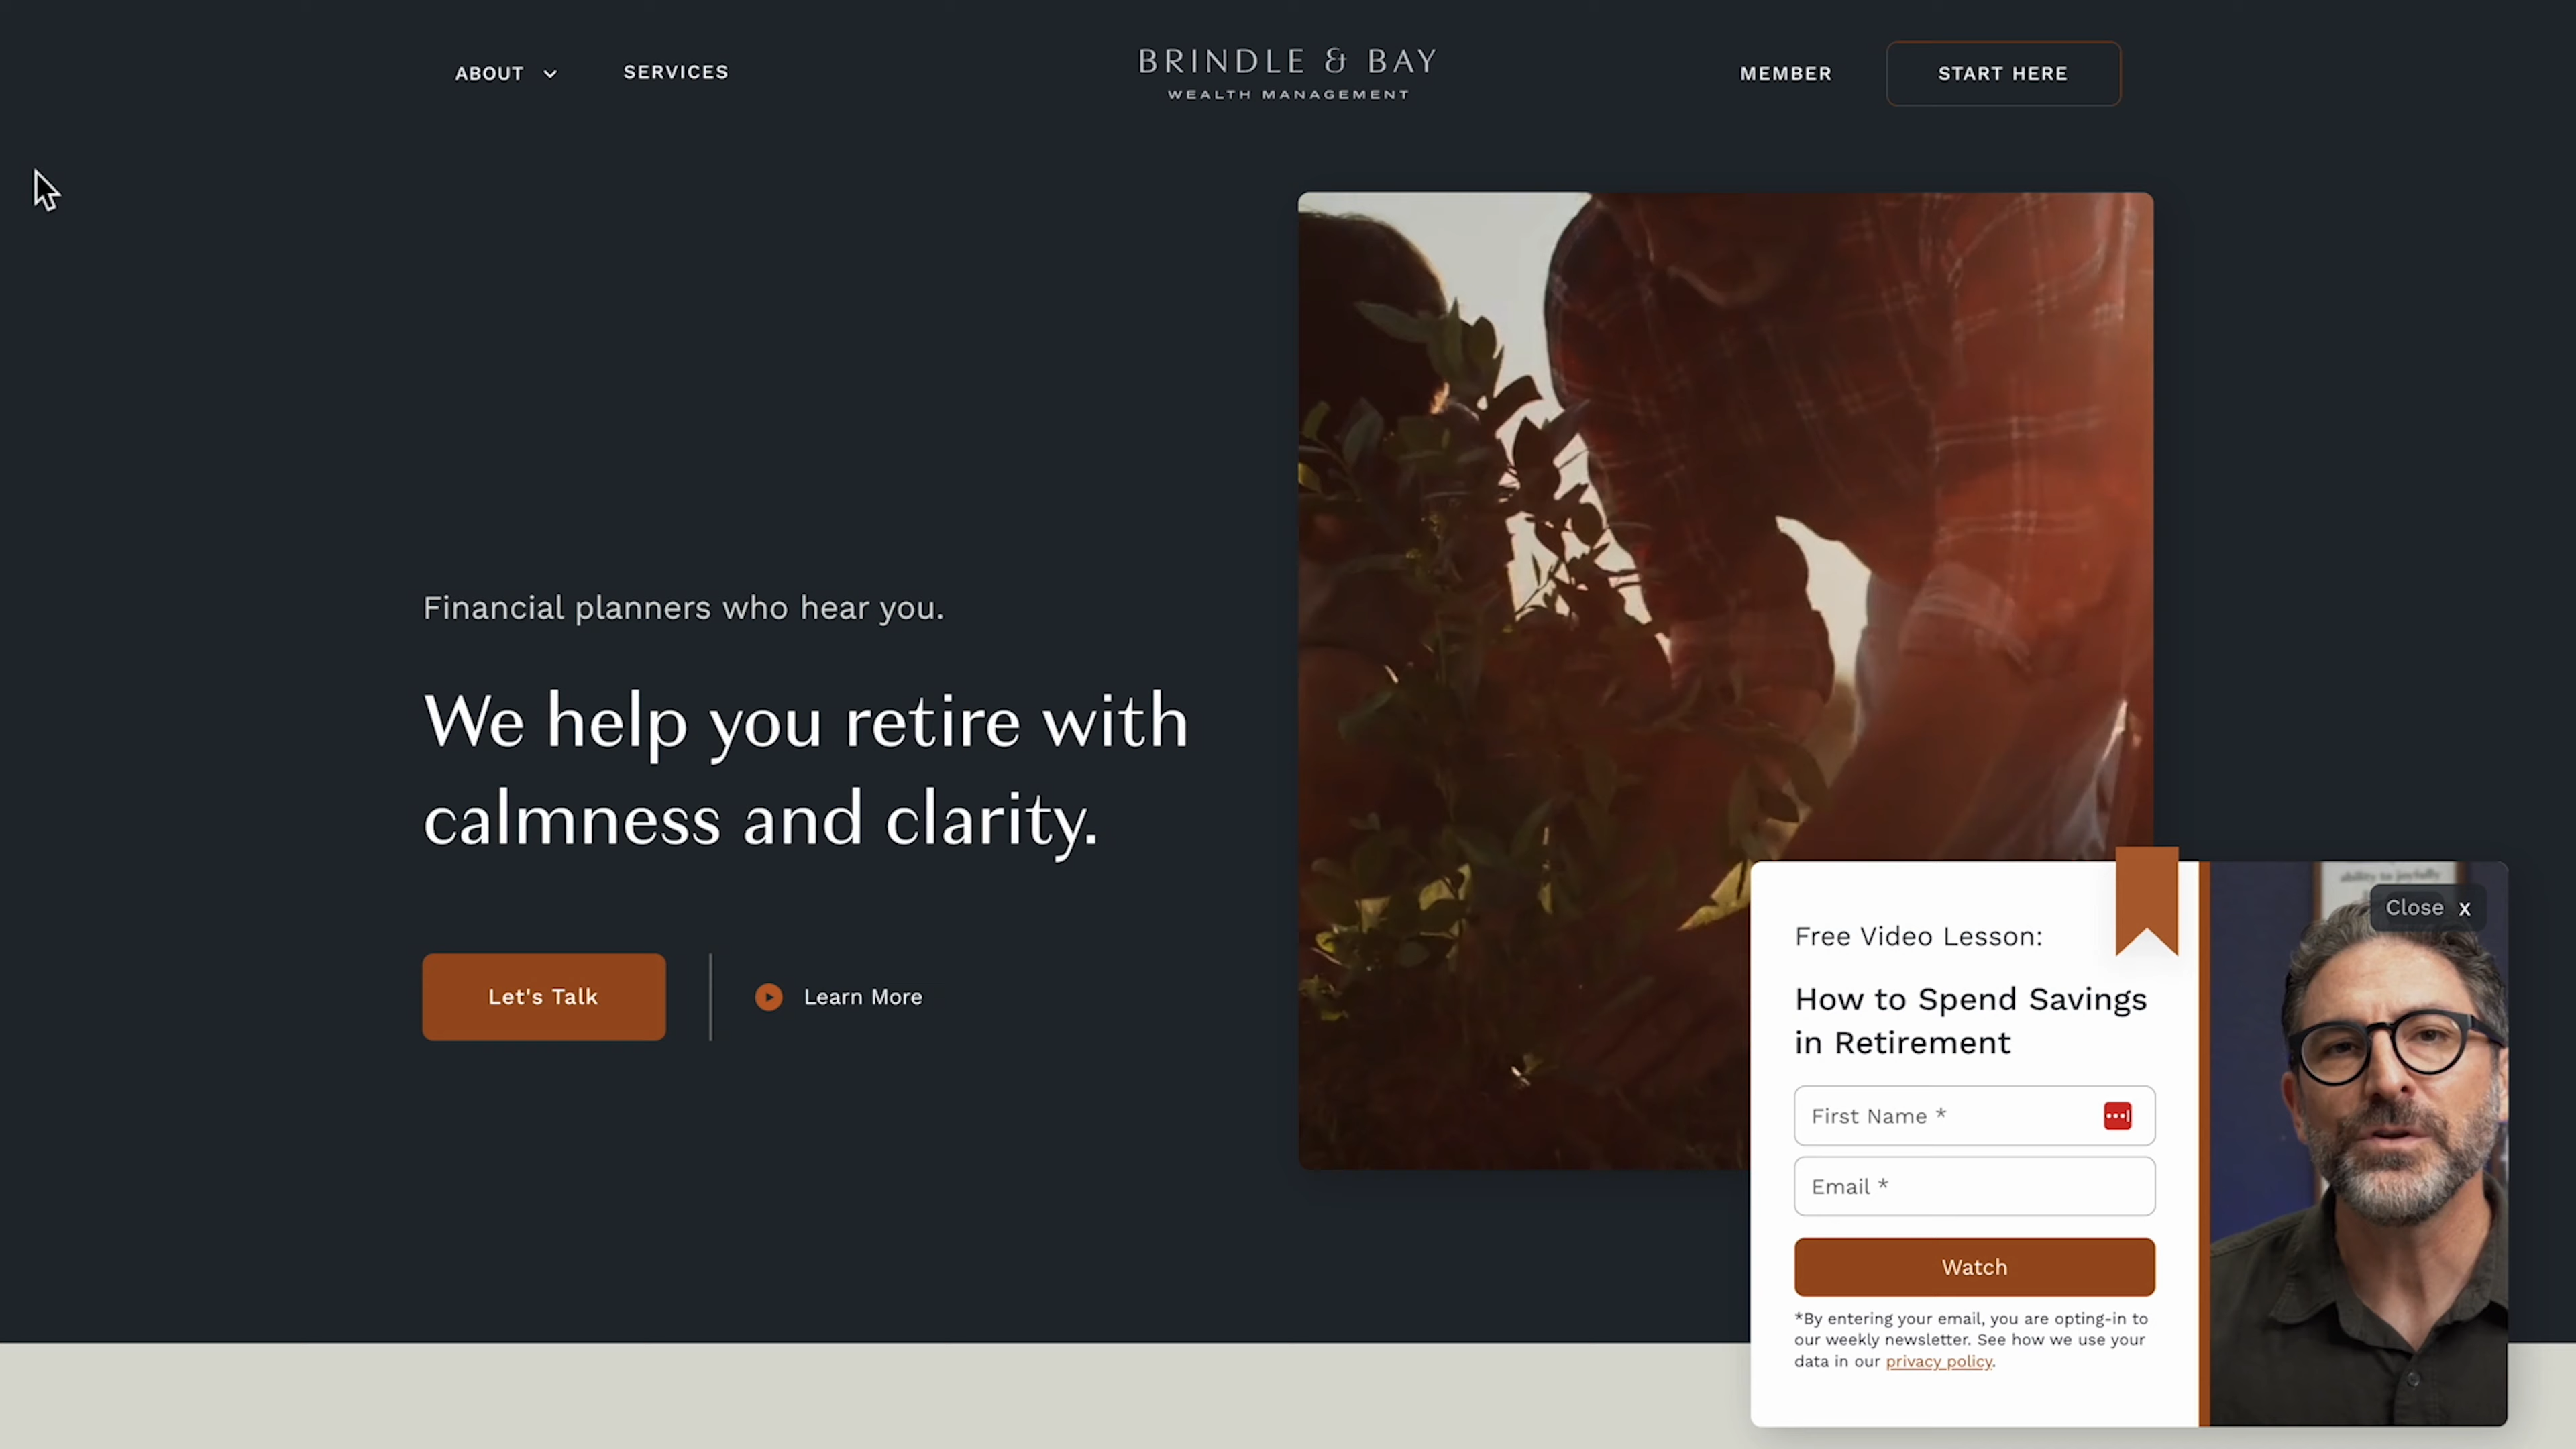 ABOUT
SERVICES
BRINDLE & BAY
WEALTH MANAGEMENT
MEMBER
START HERE
Financial planners who hear you.
We help you retire with
calmness and clarity.
Let's Talk
Learn More
ability to joyfully
Close x
Free Video Lesson:
How to Spend Savings
in Retirement
First Name *
Email *
Watch
*By entering your email, you are opting-in to
our weekly newsletter. See how we use your
data in our privacy policy.